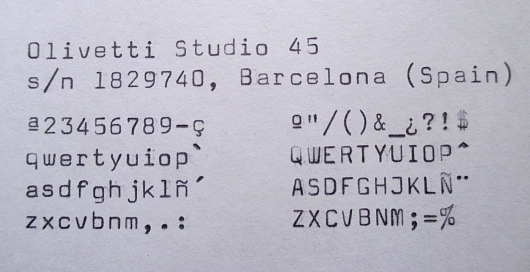 Olivetti Studio 45
s/n 1829740, Barcelona (Spain)
ª23456789-ç º"/()&_¿?!$
qwertyuiop` QWERTYUIOP^
asdfghjklñ´ ASDFGHJKLÑ¨
zxcvbnm,.: ZXCVBNM;=%